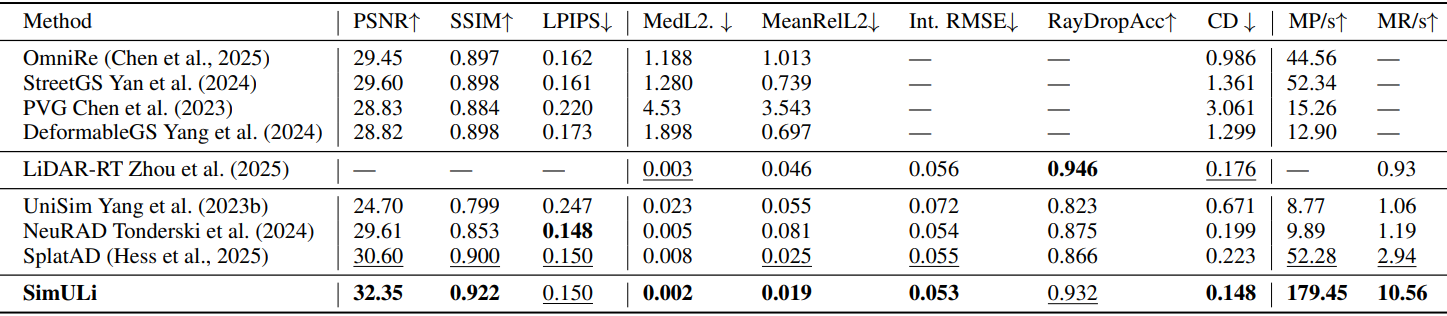 Method PSNR↑ SSIM↑ LPIPS↓ MedL2. ↓ MeanRelL2↓ Int. RMSE↓ RayDropAcc↑ CD ↓ MP/s↑ MR/s↑
OmniRe (Chen et al., 2025) 29.45 0.897 0.162 1.188 1.013 — — 0.986 44.56 —
StreetGS Yan et al. (2024) 29.60 0.898 0.161 1.280 0.739 — — 1.361 52.34 —
PVG Chen et al. (2023) 28.83 0.884 0.220 4.53 3.543 — — 3.061 15.26 —
DeformableGS Yang et al. (2024) 28.82 0.898 0.173 1.898 0.697 — — 1.299 12.90 —
LiDAR-RT Zhou et al. (2025) — — — 0.003 0.046 0.056 0.946 0.176 — 0.93
UniSim Yang et al. (2023b) 24.70 0.799 0.247 0.023 0.055 0.072 0.823 0.671 8.77 1.06
NeuRAD Tonderski et al. (2024) 29.61 0.853 0.148 0.005 0.081 0.054 0.875 0.199 9.89 1.19
SplatAD (Hess et al., 2025) 30.60 0.900 0.150 0.008 0.025 0.055 0.866 0.223 52.28 2.94
SimULi 32.35 0.922 0.150 0.002 0.019 0.053 0.932 0.148 179.45 10.56